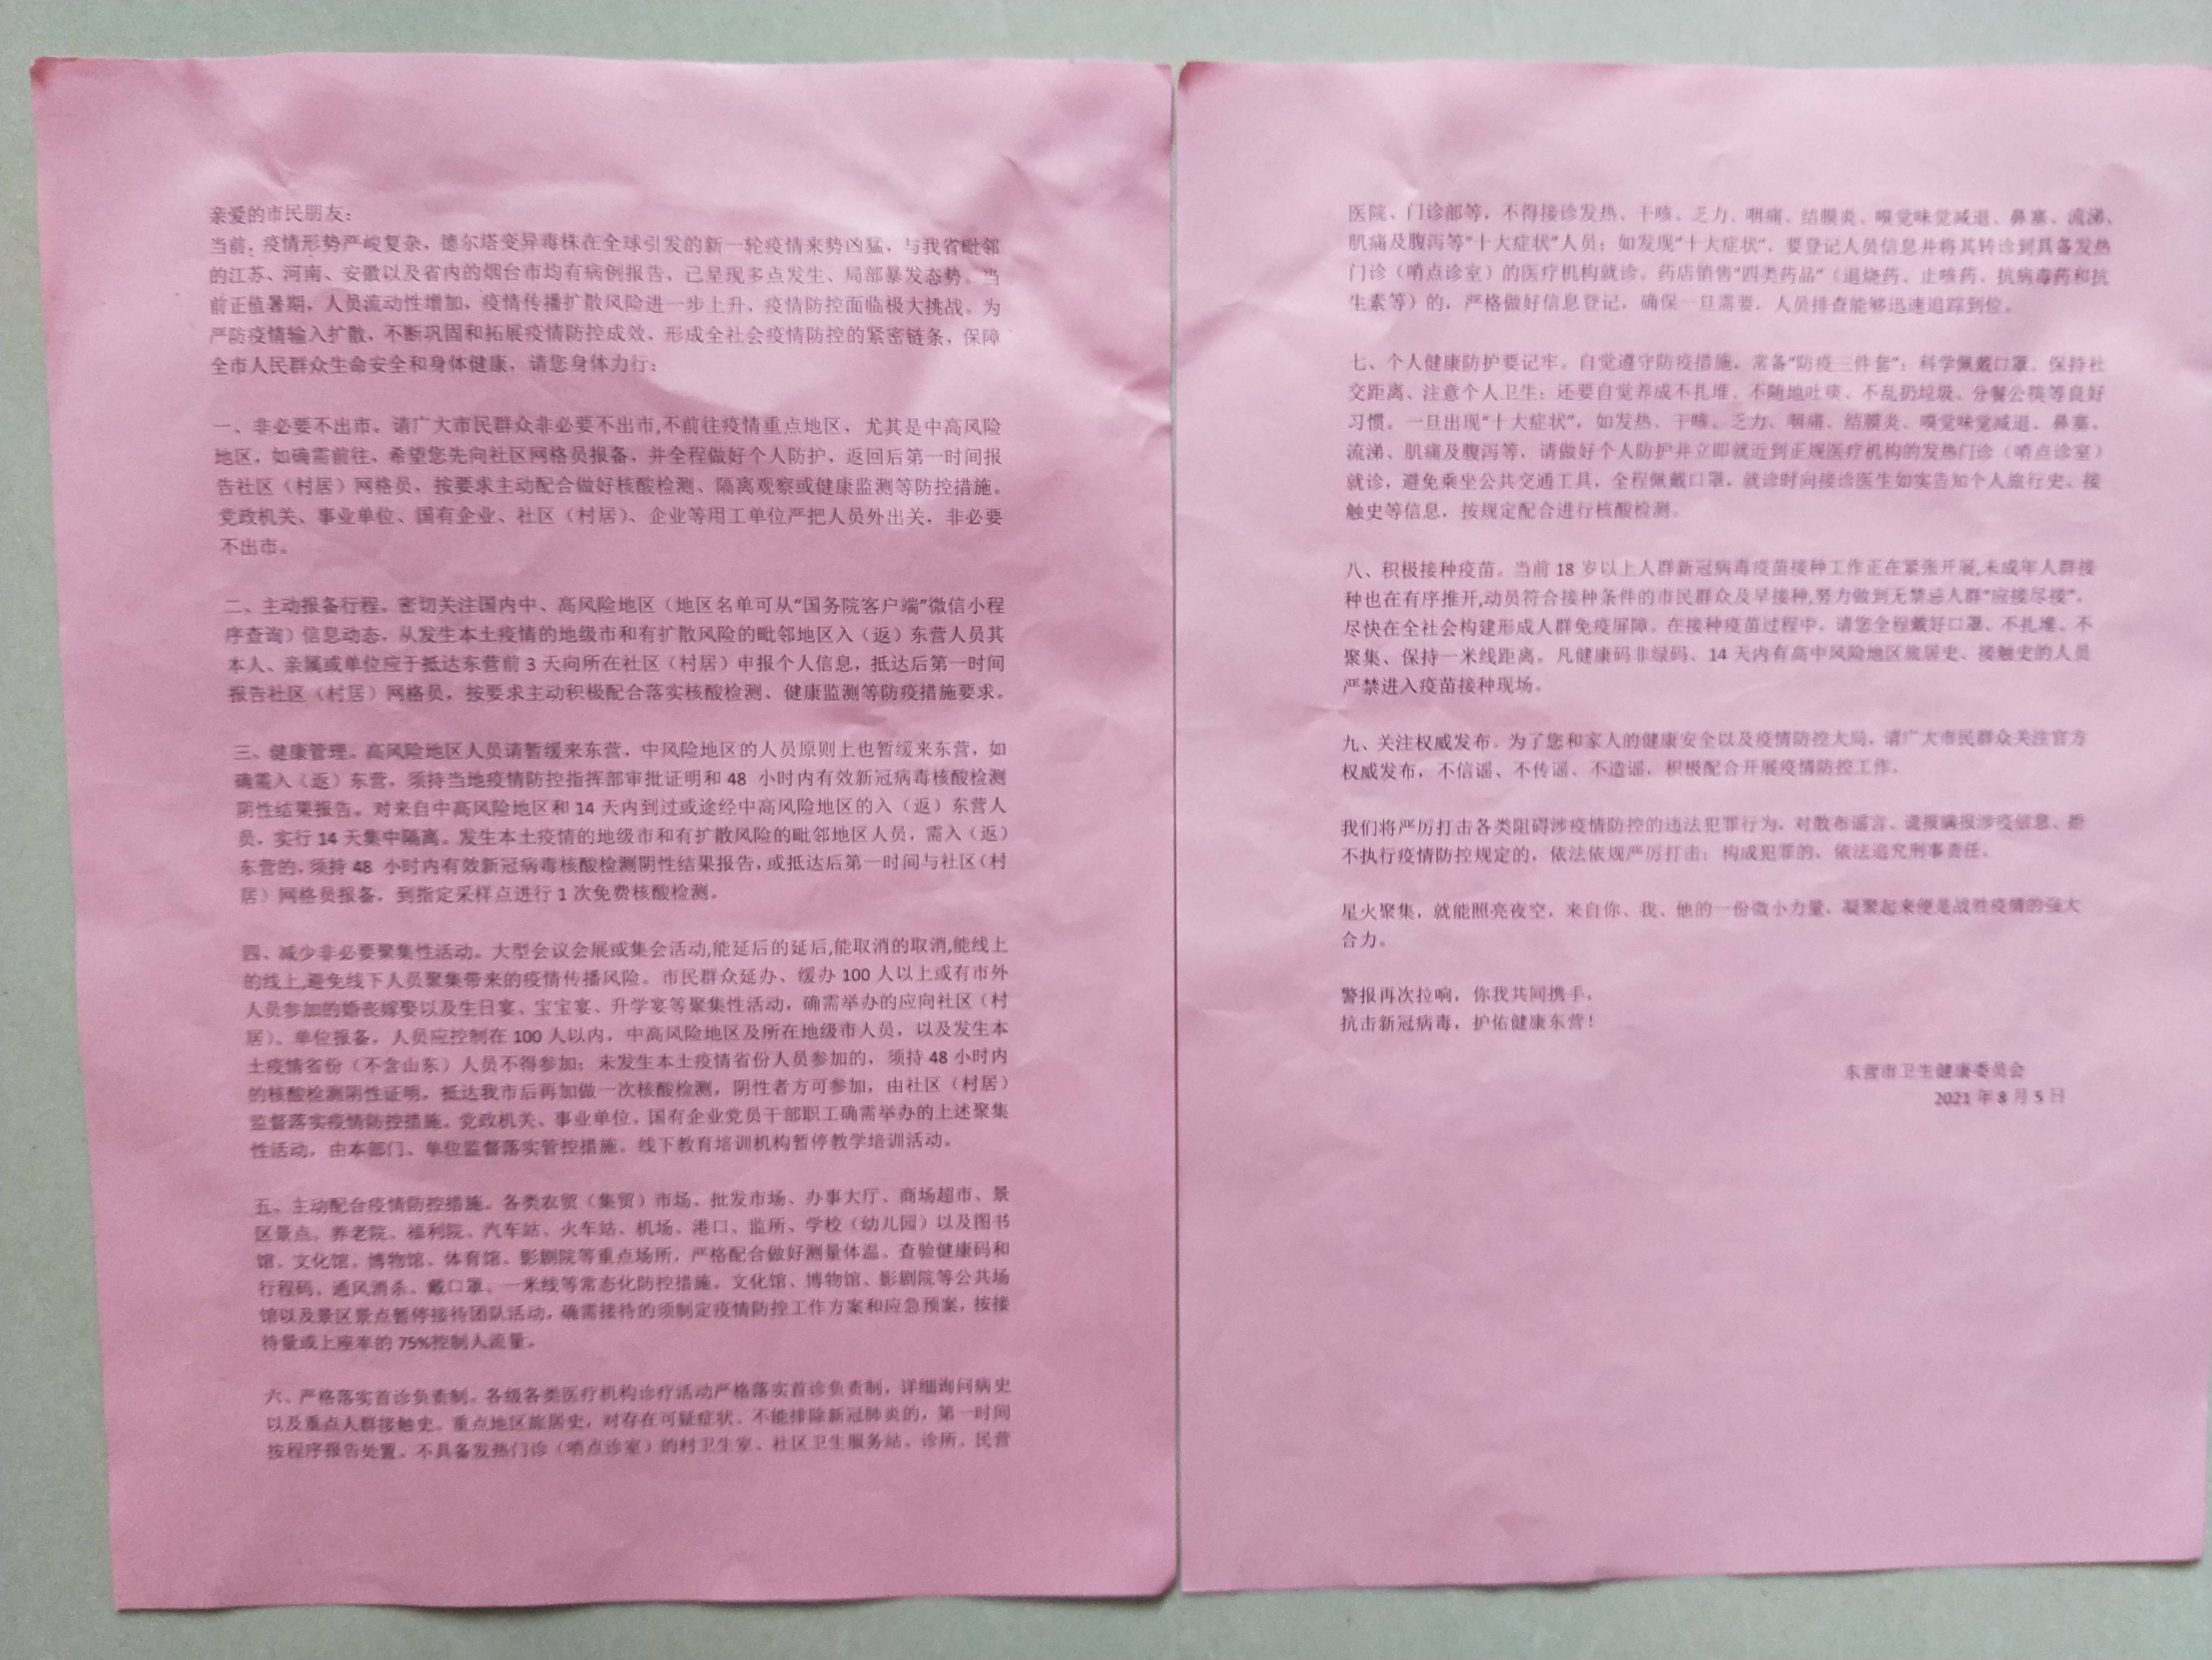 亲爱的市民朋友：
当前，疫情形势严峻复杂，德尔塔变异毒株在全球引发的新一轮疫情来势凶猛，与我省毗邻
的江苏、河南、安徽以及省内的烟台市均有病例报告，已呈现多点发生、局部暴发态势。当
前正值暑期，人员流动性增加，疫情传播扩散风险进一步上升，疫情防控面临极大挑战。为
严防疫情输入扩散，不断巩固和拓展疫情防控成效，形成全社会疫情防控的紧密链条，保障
全市人民群众生命安全和身体健康，请您身体力行：
一、非必要不出市。请广大市民群众非必要不出市,不前往疫情重点地区，尤其是中高风险
地区，如确需前往，希望您先向社区网格员报备，并全程做好个人防护，返回后第一时间报
告社区（村居）网格员，按要求主动配合做好核酸检测、隔离观察或健康监测等防控措施。
党政机关、事业单位、国有企业、社区（村居）、企业等用工单位严把人员外出关，非必要
不出市。
二、主动报备行程。密切关注国内中、高风险地区（地区名单可从“国务院客户端”微信小程
序查询）信息动态，从发生本土疫情的地级市和有扩散风险的毗邻地区入（返）东营人员其
本人、亲属或单位应于抵达东营前 3 天向所在社区（村居）申报个人信息，抵达后第一时间
报告社区（村居）网格员，按要求主动积极配合落实核酸检测、健康监测等防疫措施要求。
三、健康管理。高风险地区人员请暂缓来东营，中风险地区的人员原则上也暂缓来东营，如
确需入（返）东营，须持当地疫情防控指挥部审批证明和 48 小时内有效新冠病毒核酸检测
阴性结果报告。对来自中高风险地区和 14 天内到过或途经中高风险地区的入（返）东营人
员，实行 14 天集中隔离。发生本土疫情的地级市和有扩散风险的毗邻地区人员，需入（返）
东营的，须持 48 小时内有效新冠病毒核酸检测阴性结果报告，或抵达后第一时间与社区（村
居）网格员报备，到指定采样点进行 1 次免费核酸检测。
四、减少非必要聚集性活动。大型会议会展或集会活动,能延后的延后,能取消的取消,能线上
的线上,避免线下人员聚集带来的疫情传播风险。市民群众延办、缓办 100 人以上或有市外
人员参加的婚丧嫁娶以及生日宴、宝宝宴、升学宴等聚集性活动，确需举办的应向社区（村
居）、单位报备，人员应控制在 100 人以内，中高风险地区及所在地级市人员，以及发生本
土疫情省份（不含山东）人员不得参加；未发生本土疫情省份人员参加的，须持 48 小时内
的核酸检测阴性证明，抵达我市后再加做一次核酸检测，阴性者方可参加，由社区（村居）
监督落实疫情防控措施。党政机关、事业单位、国有企业党员干部职工确需举办的上述聚集
性活动，由本部门、单位监督落实管控措施。线下教育培训机构暂停教学培训活动。
五、主动配合疫情防控措施。各类农贸（集贸）市场、批发市场、办事大厅、商场超市、景
区景点、养老院、福利院、汽车站、火车站、机场、港口、监所、学校（幼儿园）以及图书
馆、文化馆、博物馆、体育馆、影剧院等重点场所，严格配合做好测量体温、查验健康码和
行程码、通风消杀、戴口罩、一米线等常态化防控措施。文化馆、博物馆、影剧院等公共场
馆以及景区景点暂停接待团队活动，确需接待的须制定疫情防控工作方案和应急预案，按接
待量或上座率的 75%控制人流量。
六、严格落实首诊负责制。各级各类医疗机构诊疗活动严格落实首诊负责制，详细询问病史
以及重点人群接触史、重点地区旅居史，对存在可疑症状、不能排除新冠肺炎的，第一时间
按程序报告处置。不具备发热门诊（哨点诊室）的村卫生室、社区卫生服务站、诊所、民营
医院、门诊部等，不得接诊发热、干咳、乏力、咽痛、结膜炎、嗅觉味觉减退、鼻塞、流涕、
肌痛及腹泻等“十大症状”人员；如发现“十大症状”，要登记人员信息并将其转诊到具备发热
门诊（哨点诊室）的医疗机构就诊。药店销售“四类药品”（退烧药、止咳药、抗病毒药和抗
生素等）的，严格做好信息登记，确保一旦需要，人员排查能够迅速追踪到位。
七、个人健康防护要记牢。自觉遵守防疫措施，常备“防疫三件套”：科学佩戴口罩、保持社
交距离、注意个人卫生；还要自觉养成不扎堆、不随地吐痰、不乱扔垃圾、分餐公筷等良好
习惯。一旦出现“十大症状”，如发热、干咳、乏力、咽痛、结膜炎、嗅觉味觉减退、鼻塞、
流涕、肌痛及腹泻等，请做好个人防护并立即就近到正规医疗机构的发热门诊（哨点诊室）
就诊，避免乘坐公共交通工具，全程佩戴口罩，就诊时向接诊医生如实告知个人旅行史、接
触史等信息，按规定配合进行核酸检测。
八、积极接种疫苗。当前 18 岁以上人群新冠病毒疫苗接种工作正在紧张开展,未成年人群接
种也在有序推开,动员符合接种条件的市民群众及早接种,努力做到无禁忌人群“应接尽接”，
尽快在全社会构建形成人群免疫屏障。在接种疫苗过程中，请您全程戴好口罩、不扎堆、不
聚集、保持一米线距离。凡健康码非绿码、14 天内有高中风险地区旅居史、接触史的人员
严禁进入疫苗接种现场。
九、关注权威发布。为了您和家人的健康安全以及疫情防控大局，请广大市民群众关注官方
权威发布，不信谣、不传谣、不造谣，积极配合开展疫情防控工作。
我们将严厉打击各类阻碍涉疫情防控的违法犯罪行为，对散布谣言、谎报瞒报涉疫信息、拒
不执行疫情防控规定的，依法依规严厉打击；构成犯罪的，依法追究刑事责任。
星火聚集，就能照亮夜空，来自你、我、他的一份微小力量，凝聚起来便是战胜疫情的强大
合力。
警报再次拉响，你我共同携手，
抗击新冠病毒，护佑健康东营！
东营市卫生健康委员会
2021 年 8 月 5 日